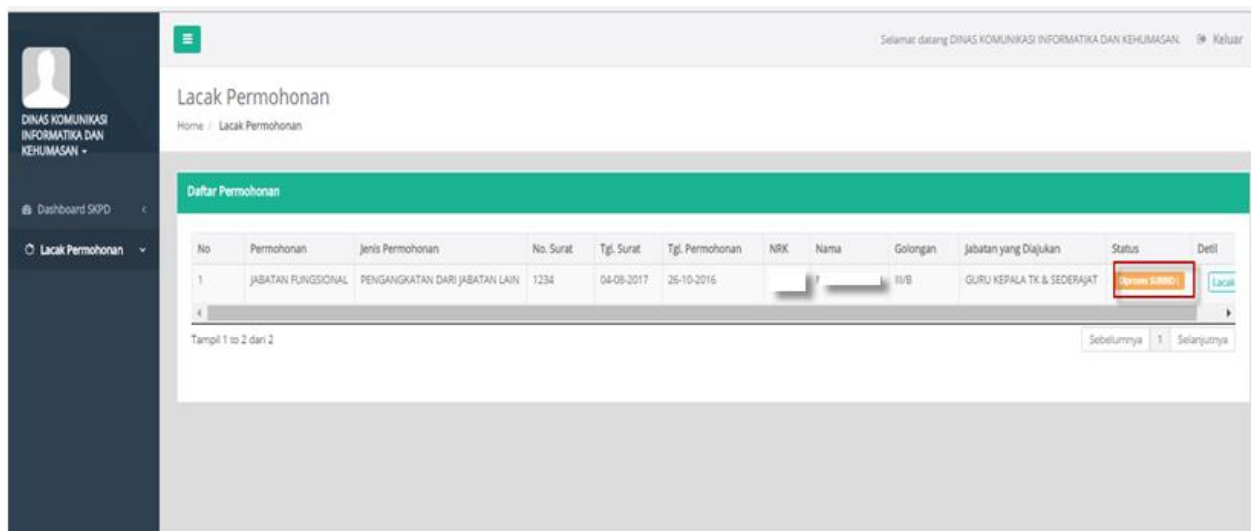 Selamat datang DINAS KOMUNIKASI INFORMATIKA DAN KEHUMASAN. Keluar
DINAS KOMUNIKASI
INFORMATIKA DAN
KEHUMASAN
Dashboard SKPD
Lacak Permohonan
Lacak Permohonan
Home / Lacak Permohonan
Daftar Permohonan
No Permohonan Jenis Permohonan No. Surat Tgl. Surat Tgl. Permohonan NRK Nama Golongan Jabatan yang Diajukan Status Detil
1 JABATAN FUNGSIONAL PENGANGKATAN DARI JABATAN LAIN 1234 04-08-2017 26-10-2016 III/B GURU KEPALA TK & SEDERAJAT Diproses Lacak
Tampil 1 to 2 dari 2
Sebelumnya 1 Selanjutnya